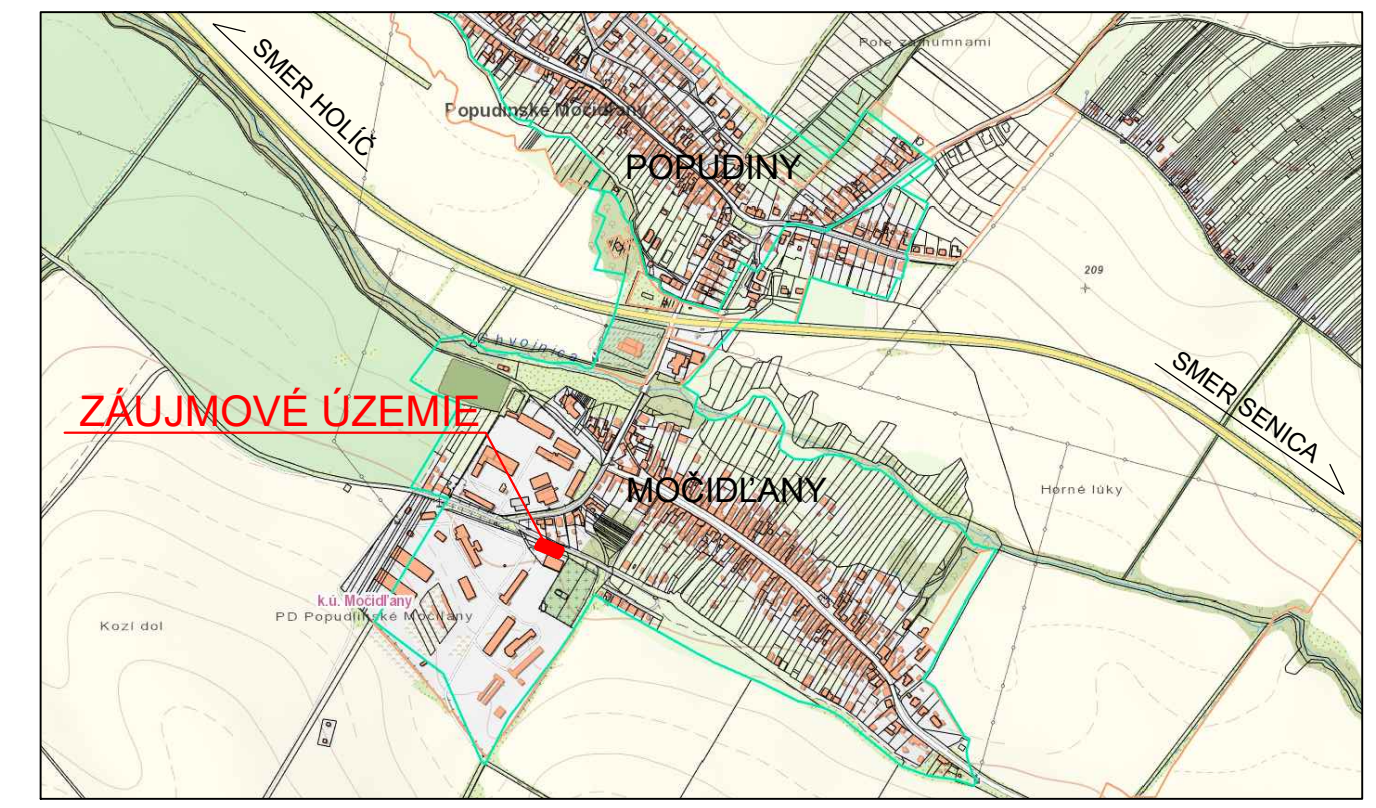 SMER HOLÍČ
Pole za humnami
Popudinské Močidľany
POPUDINY
209
Chvojnica
SMER SENICA
ZÁUJMOVÉ ÚZEMIE
MOČIDĽANY
Horné lúky
k.ú. Močidľany
PD Popudinské Močidľany
Kozí dol